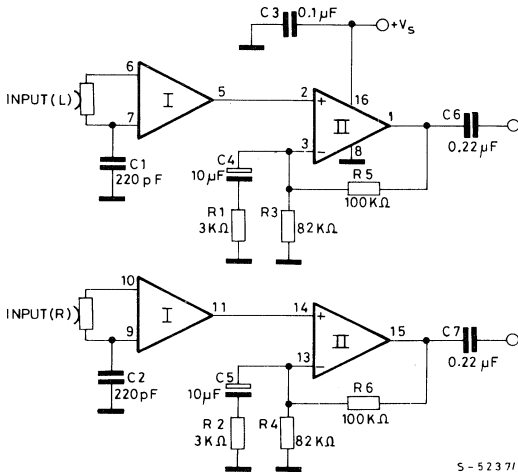 C3 0.1µF
+Vs
6
INPUT(L)
I
5
2
+
16
1
C6
7
II
3
-
8
0.22µF
C1
220pF
C4
10µF
R5
100KΩ
R1
3KΩ
R3
82KΩ
10
INPUT(R)
I
11
14
+
15
C7
9
II
13
-
0.22µF
C2
220pF
C5
10µF
R6
100KΩ
R2
3KΩ
R4
82KΩ